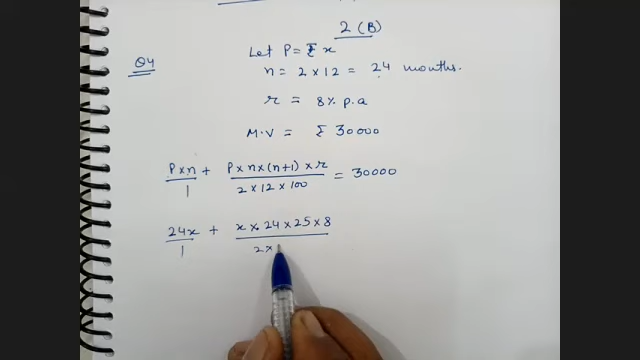 2 (B)
Q4
Let P = ₹ x
n = 2 × 12 = 24 months.
r = 8% p.a
M.V = ₹ 30000
P×n/1 + P × n × (n+1) × r/2 × 12 × 100 = 30000
24x/1 + x × 24 × 25 × 8/2 ×